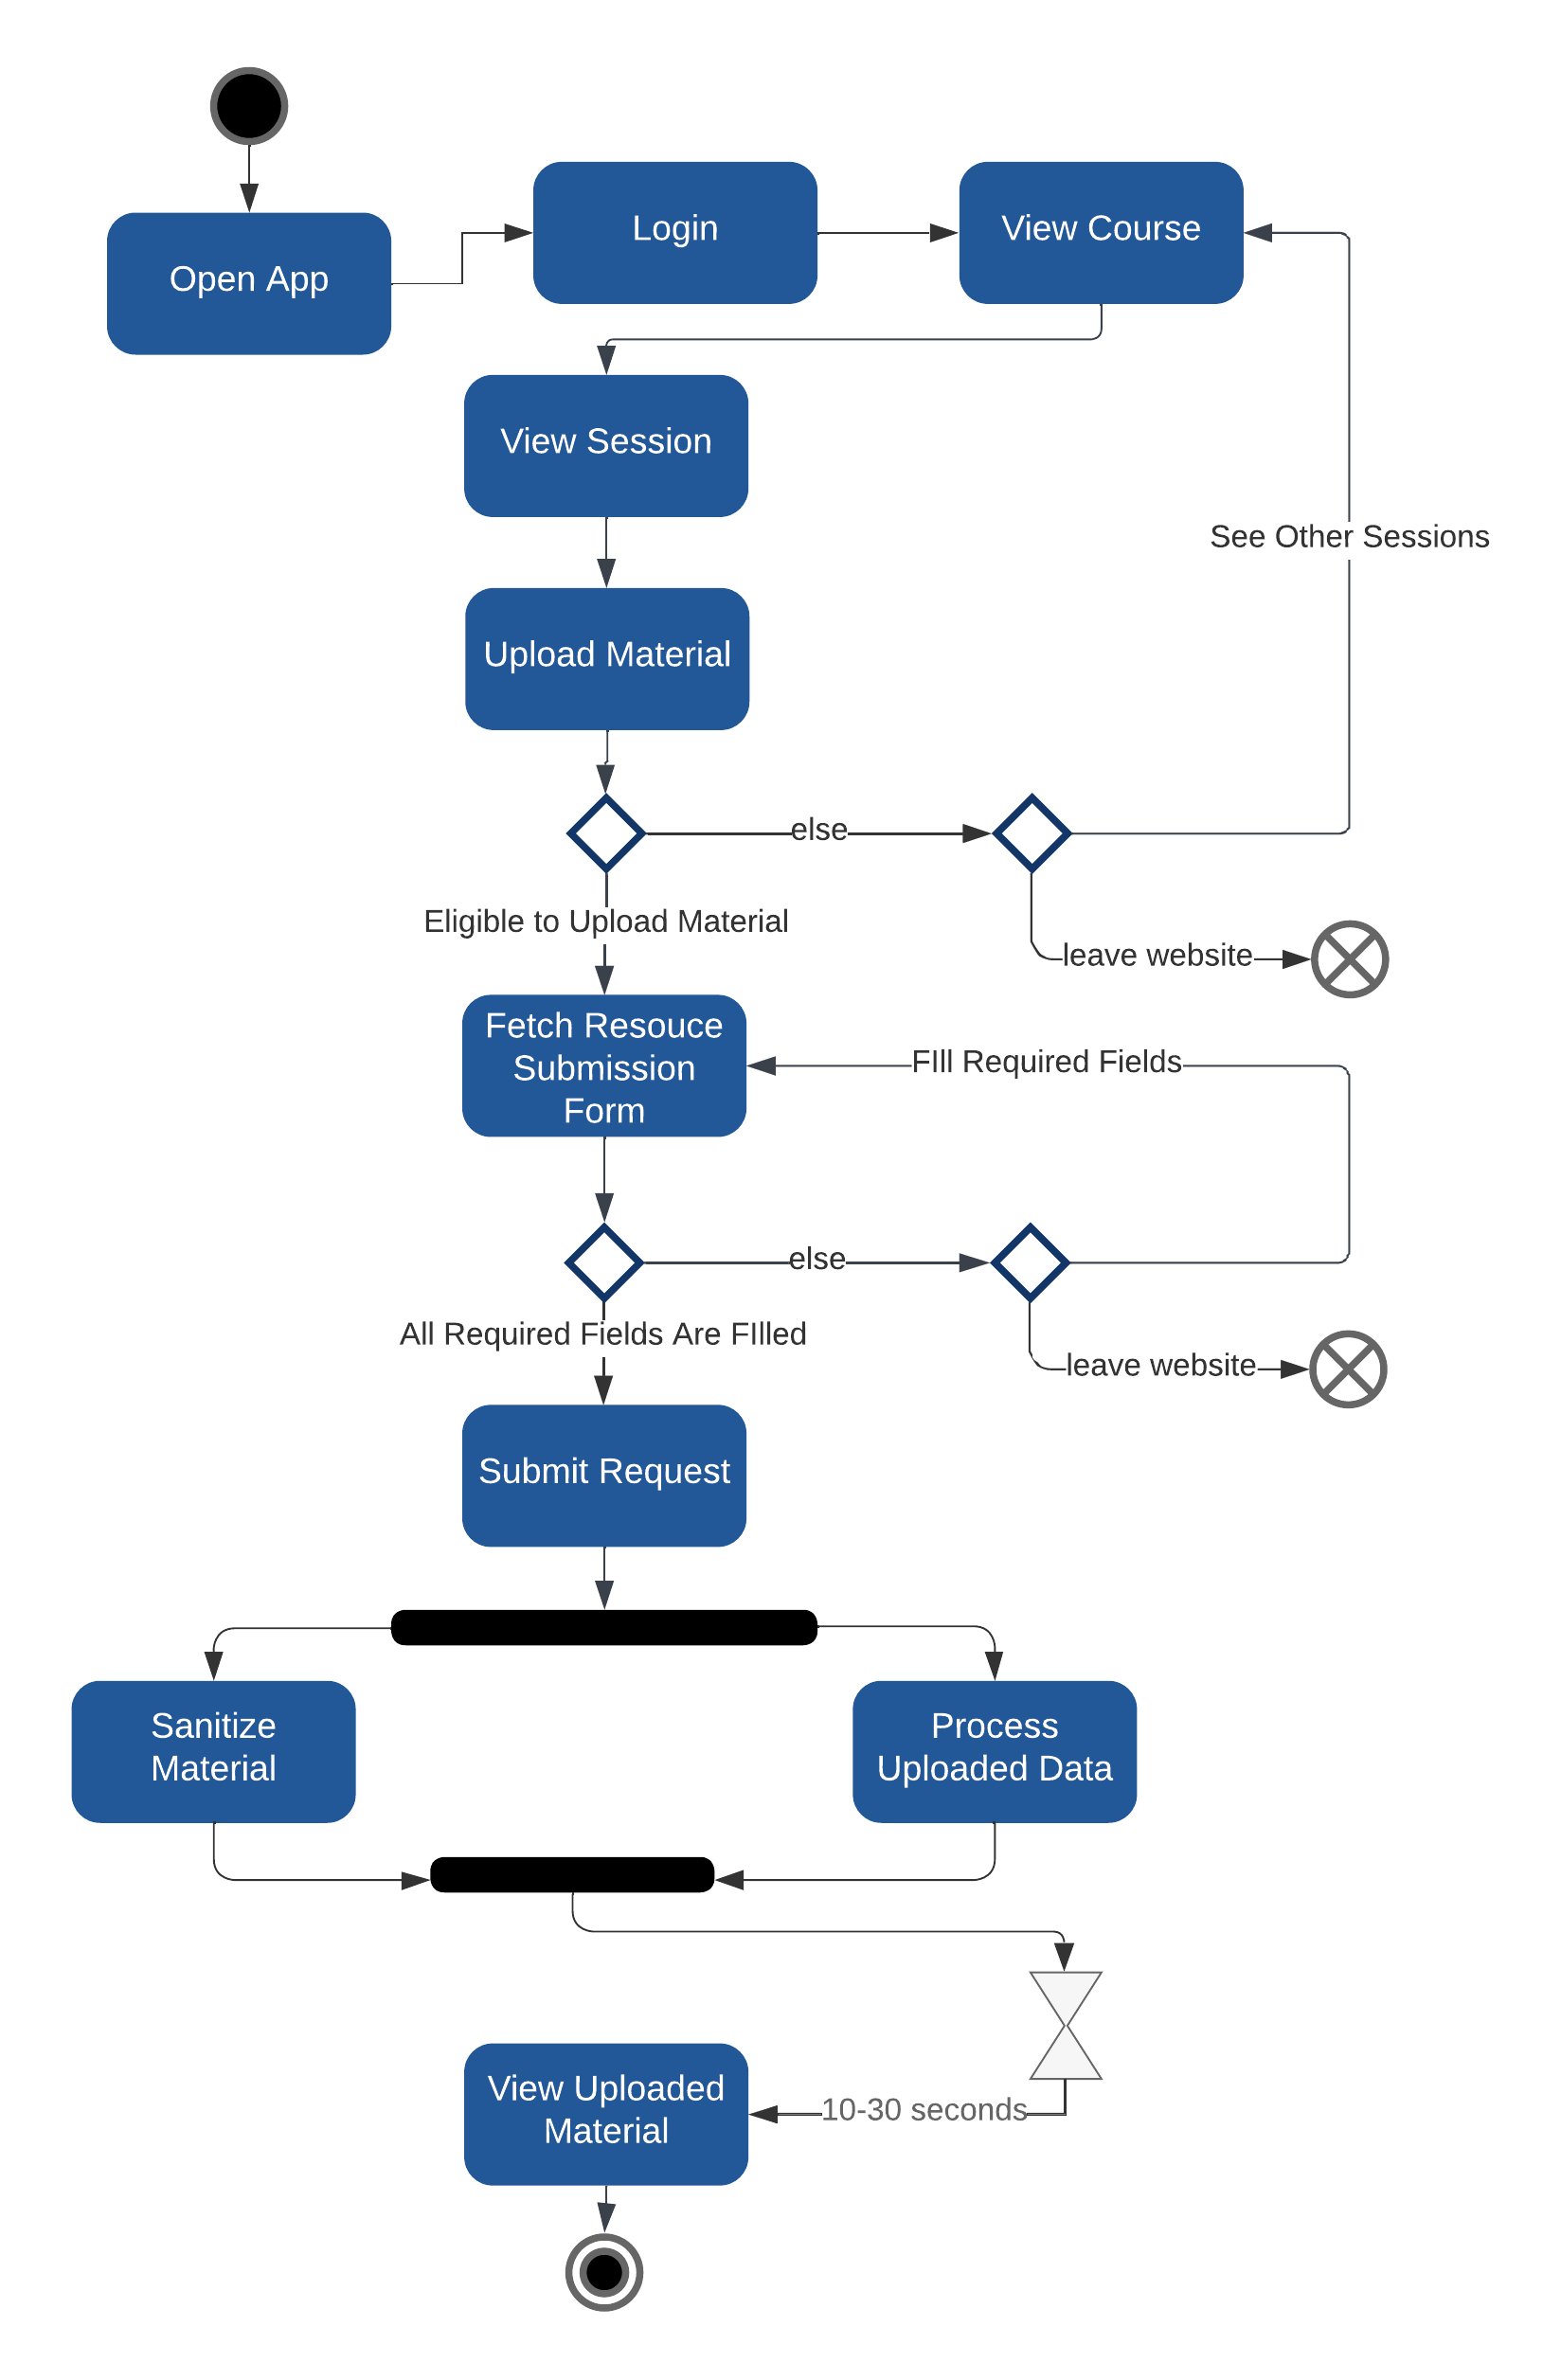 Open App
Login
View Course
View Session
See Other Sessions
Upload Material
else
Eligible to Upload Material
leave website
Fetch Resouce
Submission
Form
FIll Required Fields
else
All Required Fields Are FIlled
leave website
Submit Request
Sanitize
Material
Process
Uploaded Data
View Uploaded
Material
10-30 seconds